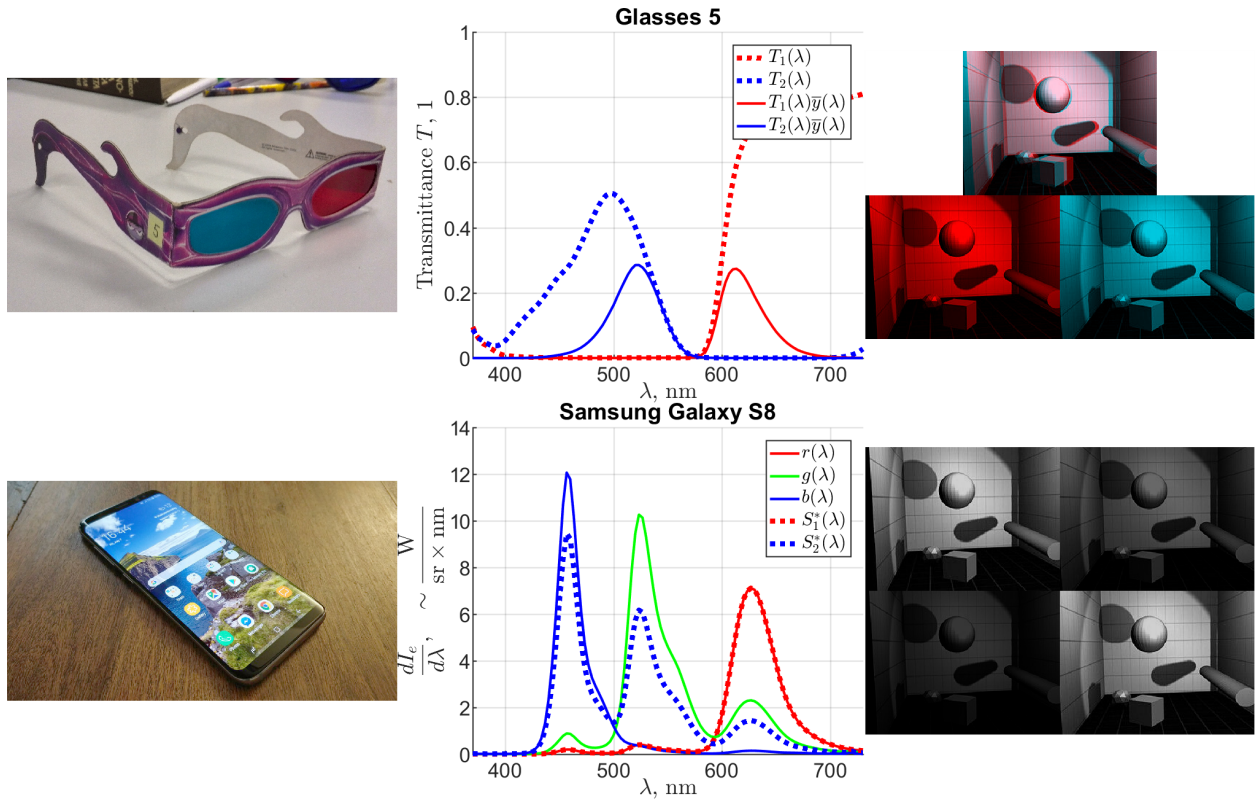 Glasses 5
1
0.8
0.6
0.4
0.2
0
Transmittance T, 1
T₁(λ)
T₂(λ)
T₁(λ)y̅(λ)
T₂(λ)y̅(λ)
400 500 600 700
λ, nm
5
Samsung Galaxy S8
14
12
10
8
6
4
2
0
dIₑ/dλ, ~ W/(sr × nm)
r(λ)
g(λ)
b(λ)
S₁*(λ)
S₂*(λ)
400 500 600 700
λ, nm
16:44